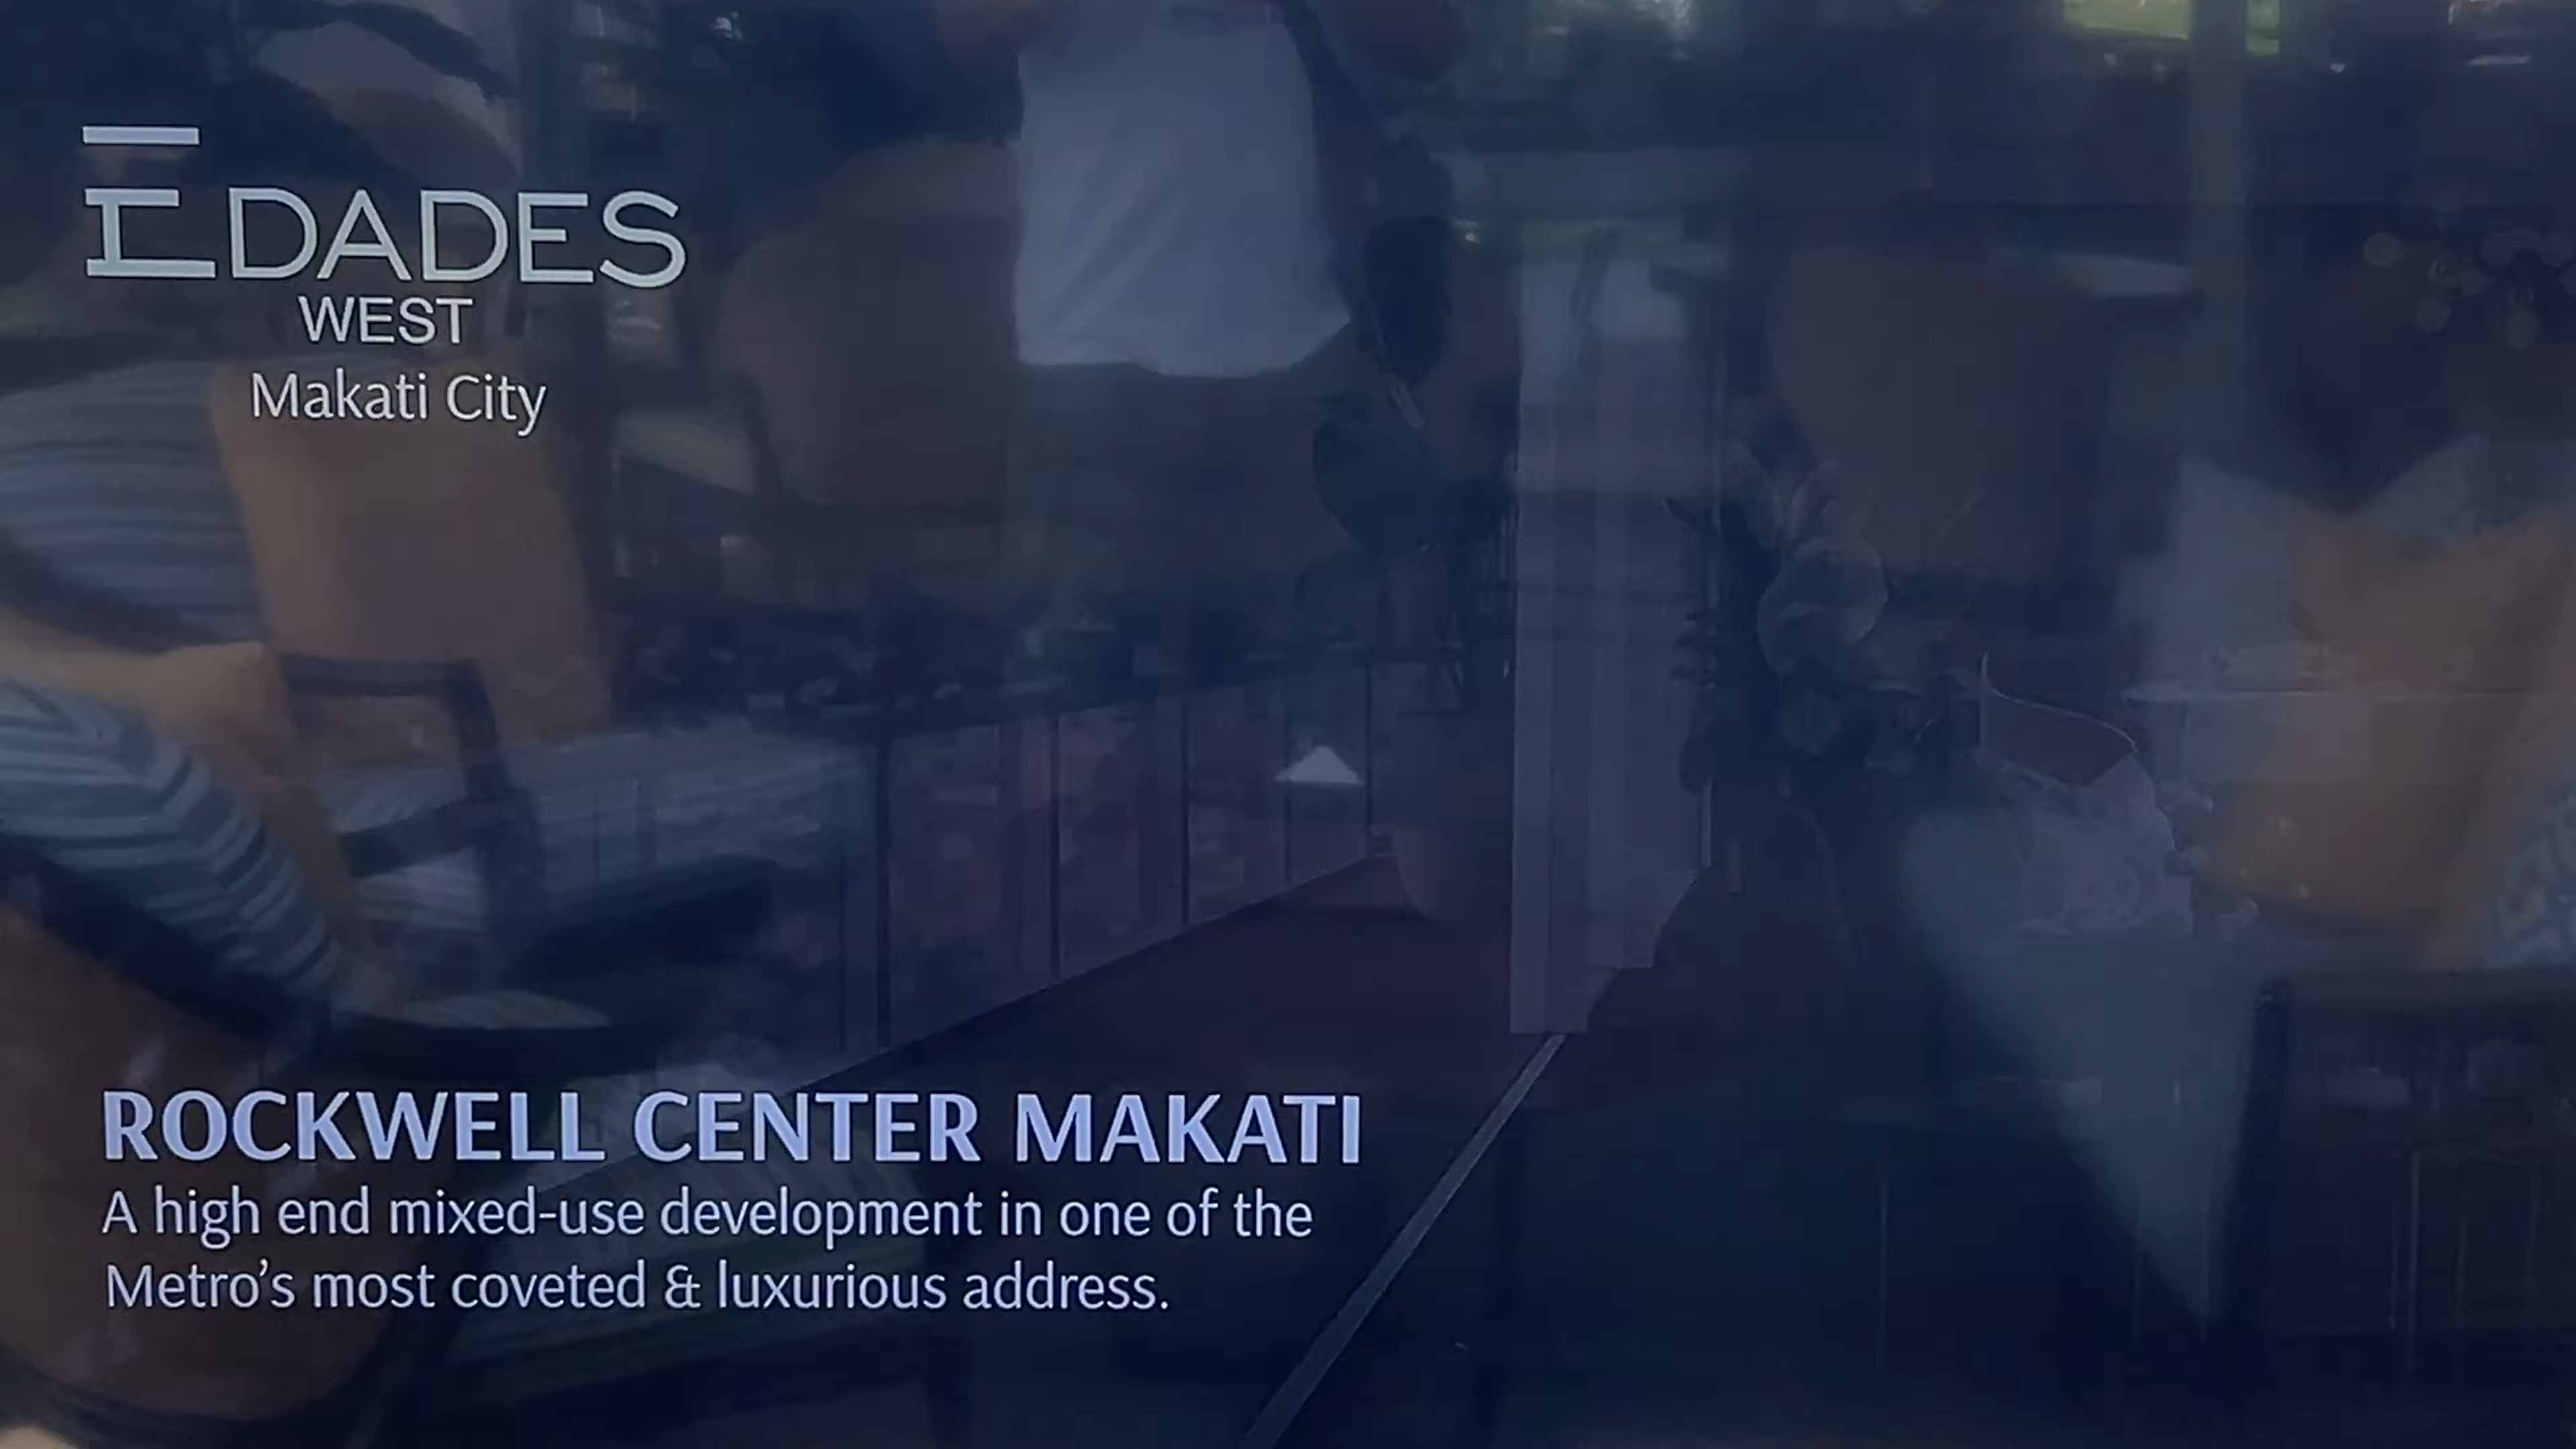 EDADES
WEST
Makati City
ROCKWELL CENTER MAKATI
A high end mixed-use development in one of the
Metro’s most coveted & luxurious address.